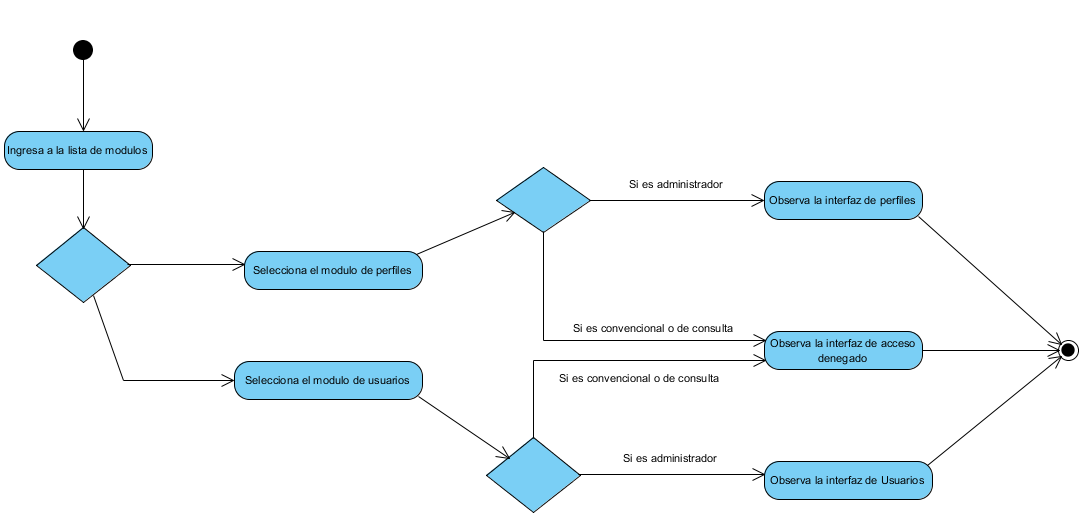 Ingresa a la lista de modulos
Si es administrador
Observa la interfaz de perfiles
Selecciona el modulo de perfiles
Si es convencional o de consulta
Observa la interfaz de acceso
denegado
Si es convencional o de consulta
Selecciona el modulo de usuarios
Si es administrador
Observa la interfaz de Usuarios